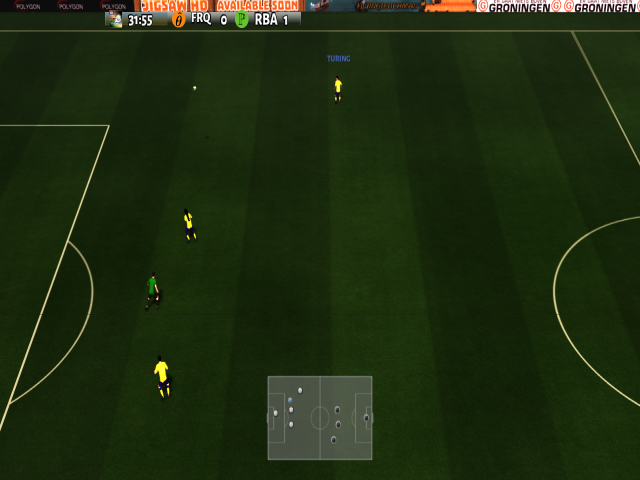 POLYGON POLYGON POLYGON JIGSAW HD AVAILABLE SOON GRONINGEN GRONINGEN
31:55 FRQ 0 RBA 1
TURING